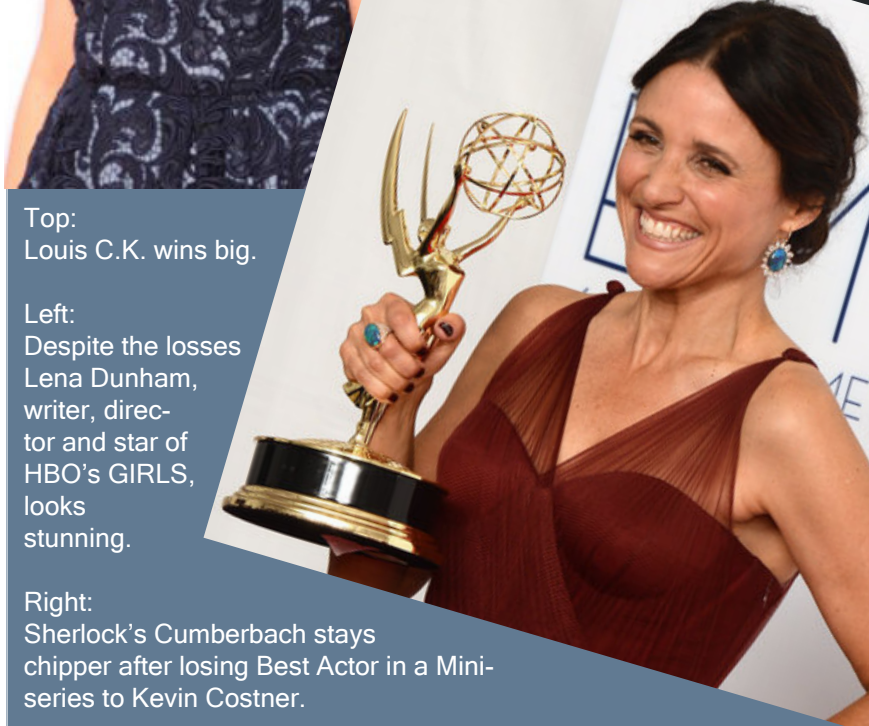 Top:
Louis C.K. wins big.
Left:
Despite the losses
Lena Dunham,
writer, direc-
tor and star of
HBO's GIRLS,
looks
stunning.
Right:
Sherlock's Cumberbach stays
chipper after losing Best Actor in a Mini-
series to Kevin Costner.